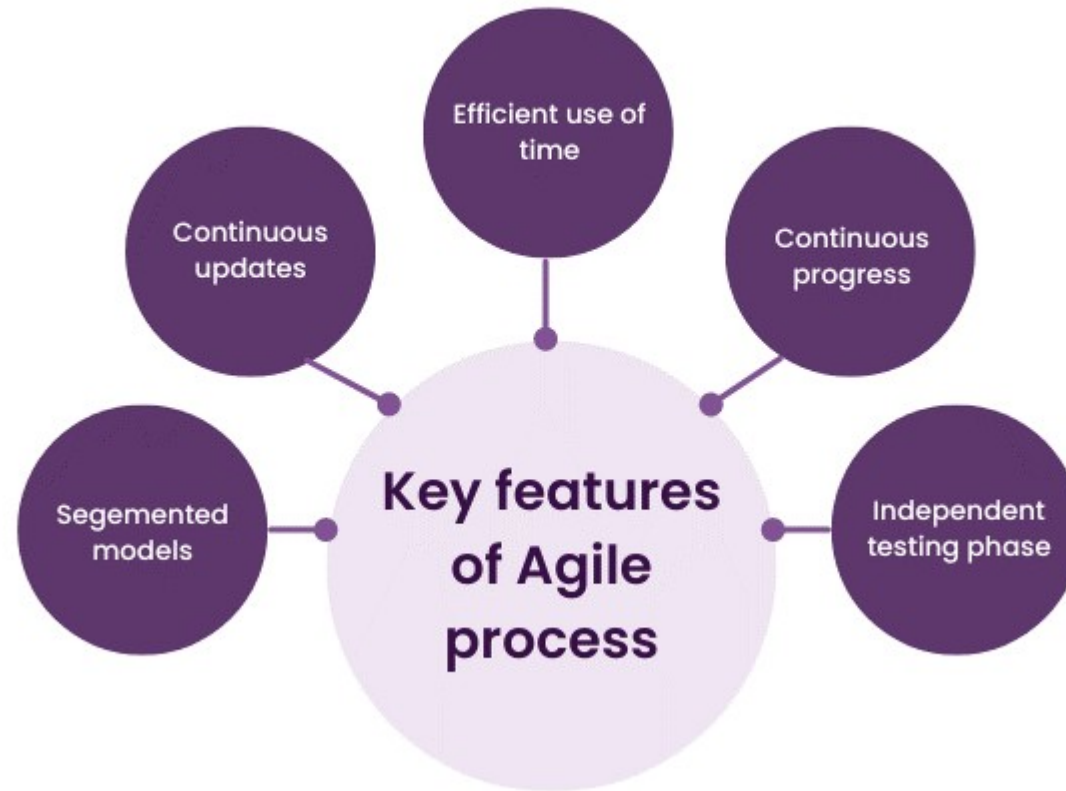 Efficient use of
time
Continuous
updates
Continuous
progress
Segemented
models
Key features
of Agile
process
Independent
testing phase